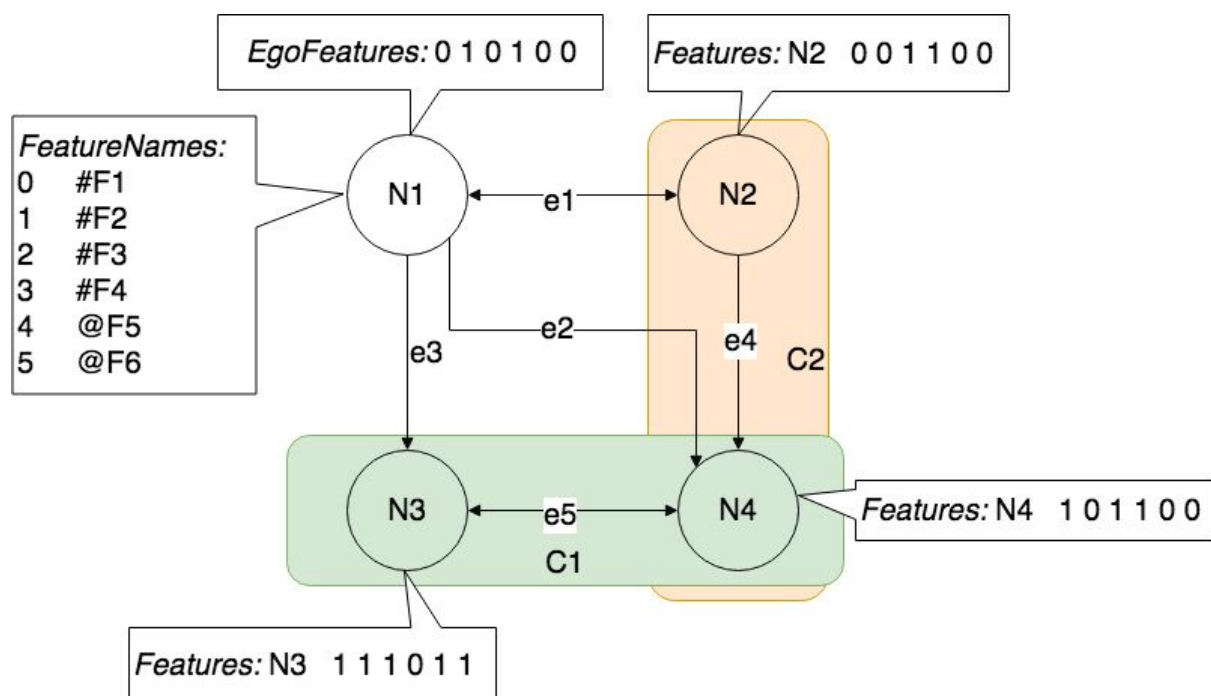 EgoFeatures: 0 1 0 1 0 0
Features: N2 0 0 1 1 0 0
FeatureNames:
0 #F1
1 #F2
2 #F3
3 #F4
4 @F5
5 @F6
N1
e1
N2
e2
e3
e4
C2
N3
e5
N4
C1
Features: N4 1 0 1 1 0 0
Features: N3 1 1 1 0 1 1